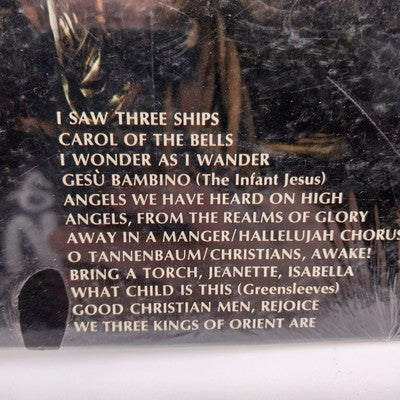 I SAW THREE SHIPS
CAROL OF THE BELLS
I WONDER AS I WANDER
GESÙ BAMBINO (The Infant Jesus)
ANGELS WE HAVE HEARD ON HIGH
ANGELS, FROM THE REALMS OF GLORY
AWAY IN A MANGER/HALLELUJAH CHORUS
O TANNENBAUM/CHRISTIANS, AWAKE!
BRING A TORCH, JEANETTE, ISABELLA
WHAT CHILD IS THIS (Greensleeves)
GOOD CHRISTIAN MEN, REJOICE
WE THREE KINGS OF ORIENT ARE